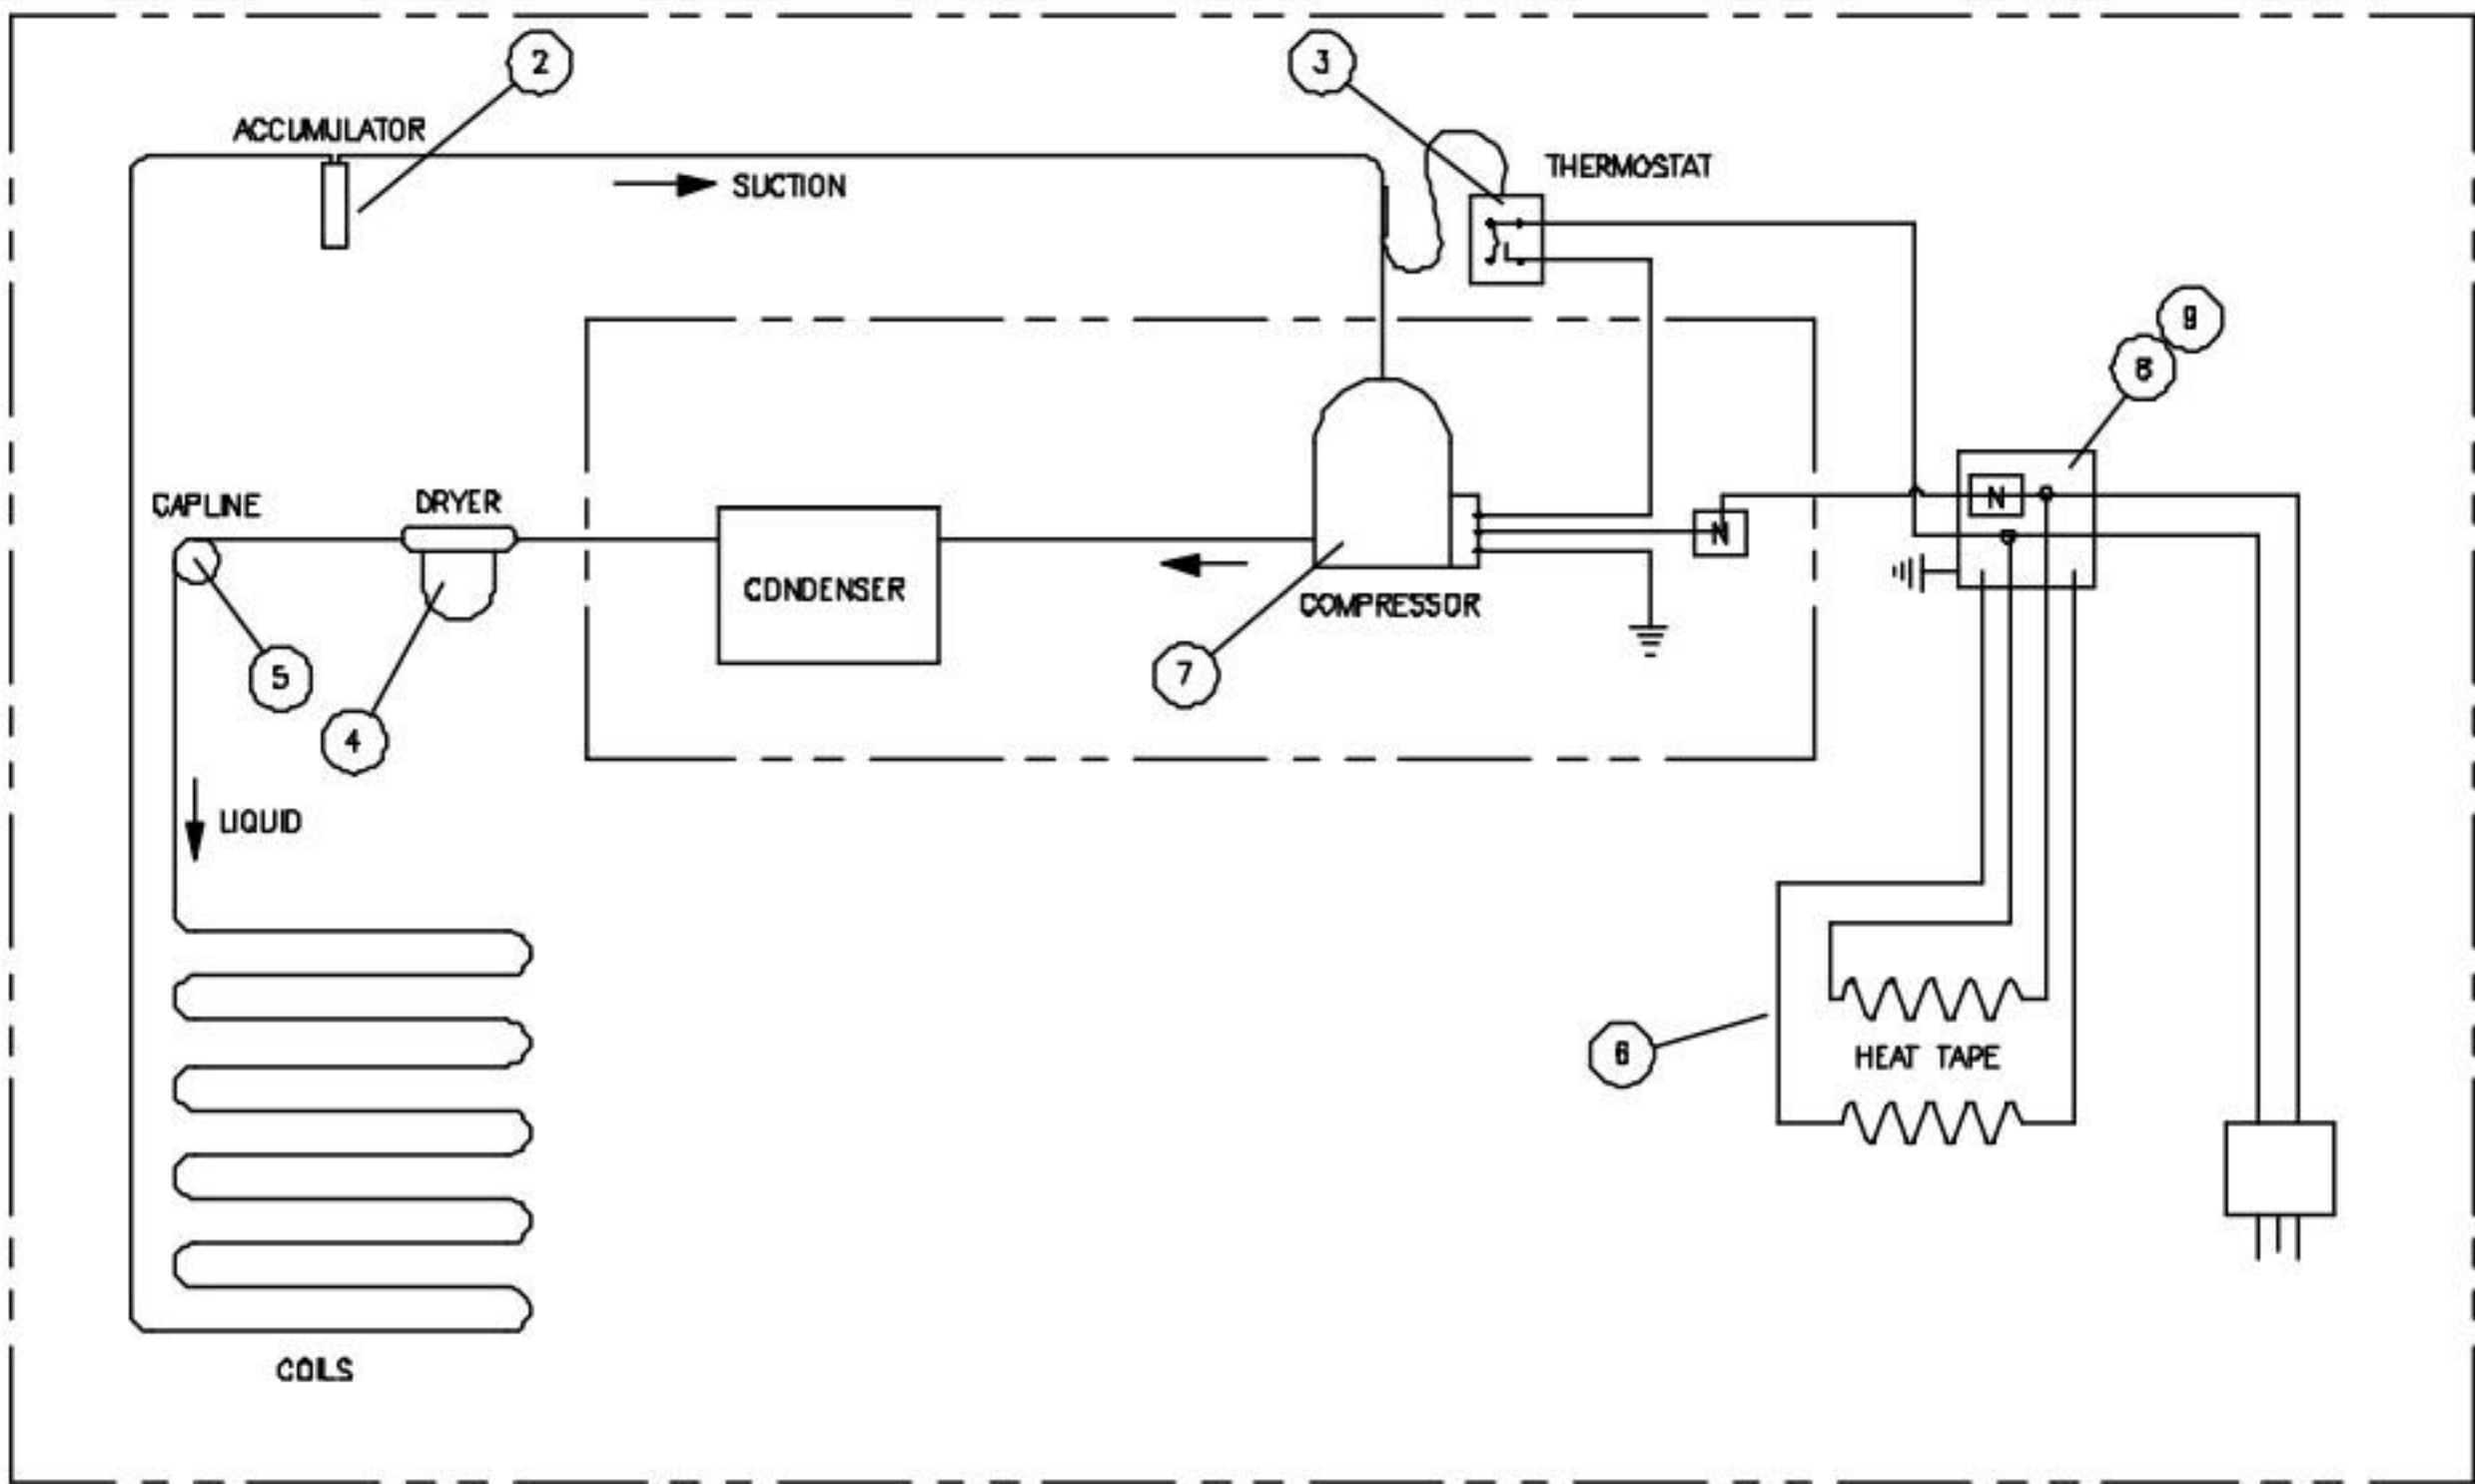 2
3
ACCUMULATOR
THERMOSTAT
SUCTION
9
8
CAPLINE
DRYER
N
N
CONDENSER
COMPRESSOR
5
7
4
LIQUID
6
HEAT TAPE
COILS